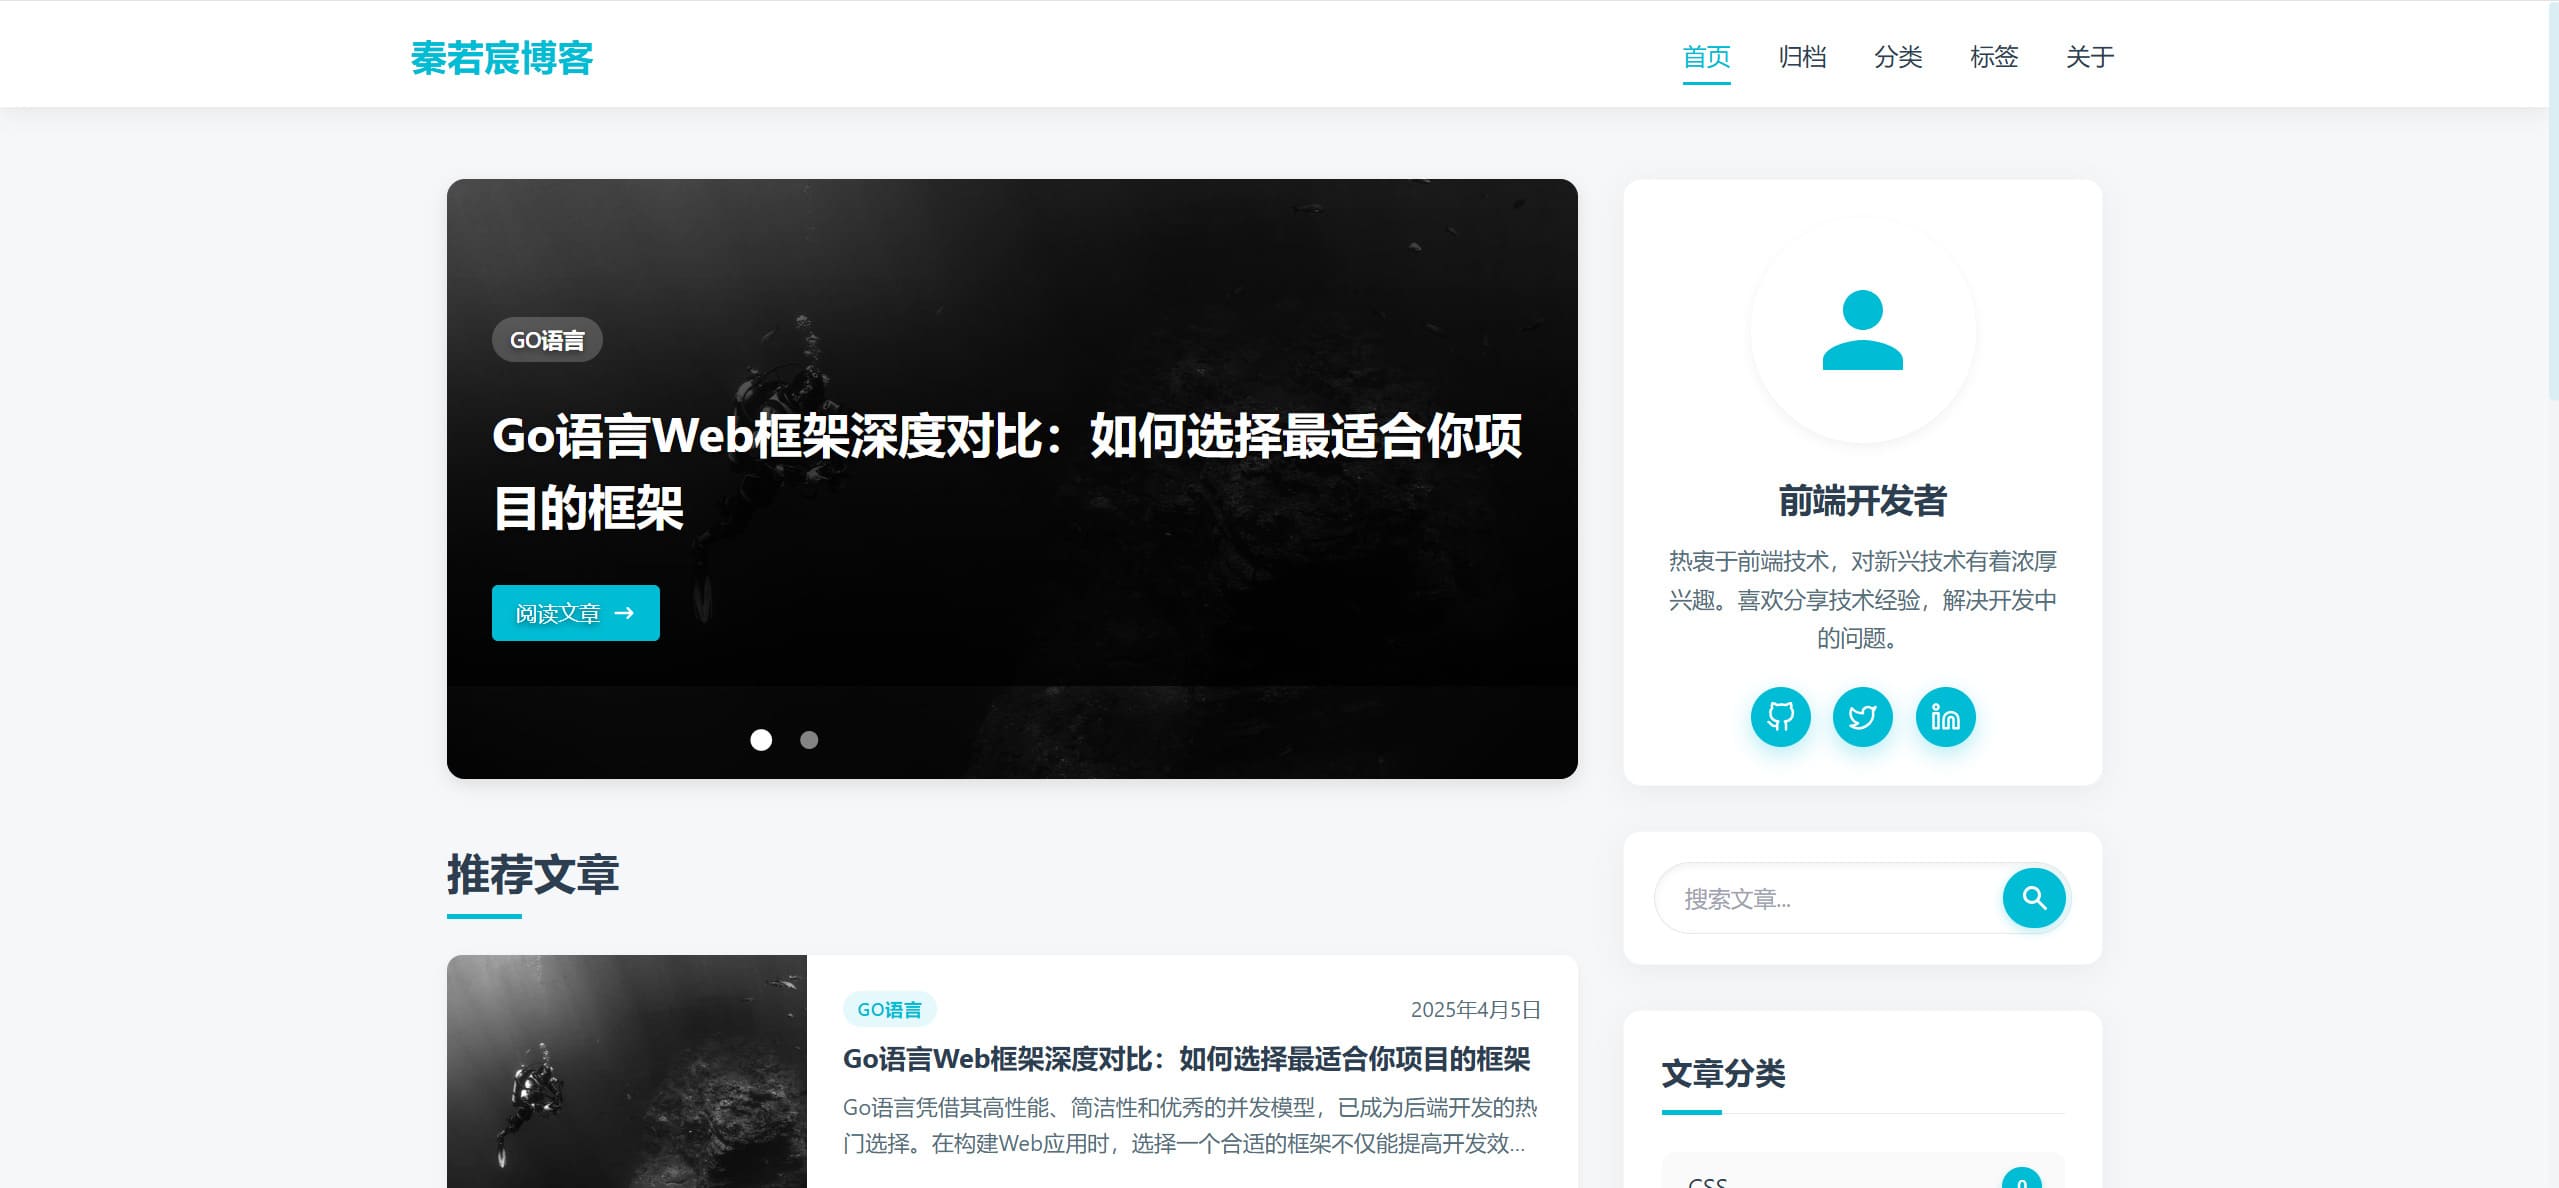 秦若宸博客
首页
归档
分类
标签
关于
GO语言
Go语言Web框架深度对比：如何选择最适合你项
目的框架
阅读文章 →
前端开发者
热衷于前端技术，对新兴技术有着浓厚
兴趣。喜欢分享技术经验，解决开发中
的问题。
搜索文章...
推荐文章
GO语言
2025年4月5日
Go语言Web框架深度对比：如何选择最适合你项目的框架
Go语言凭借其高性能、简洁性和优秀的并发模型，已成为后端开发的热
门选择。在构建Web应用时，选择一个合适的框架不仅能提高开发效...
文章分类
CSS